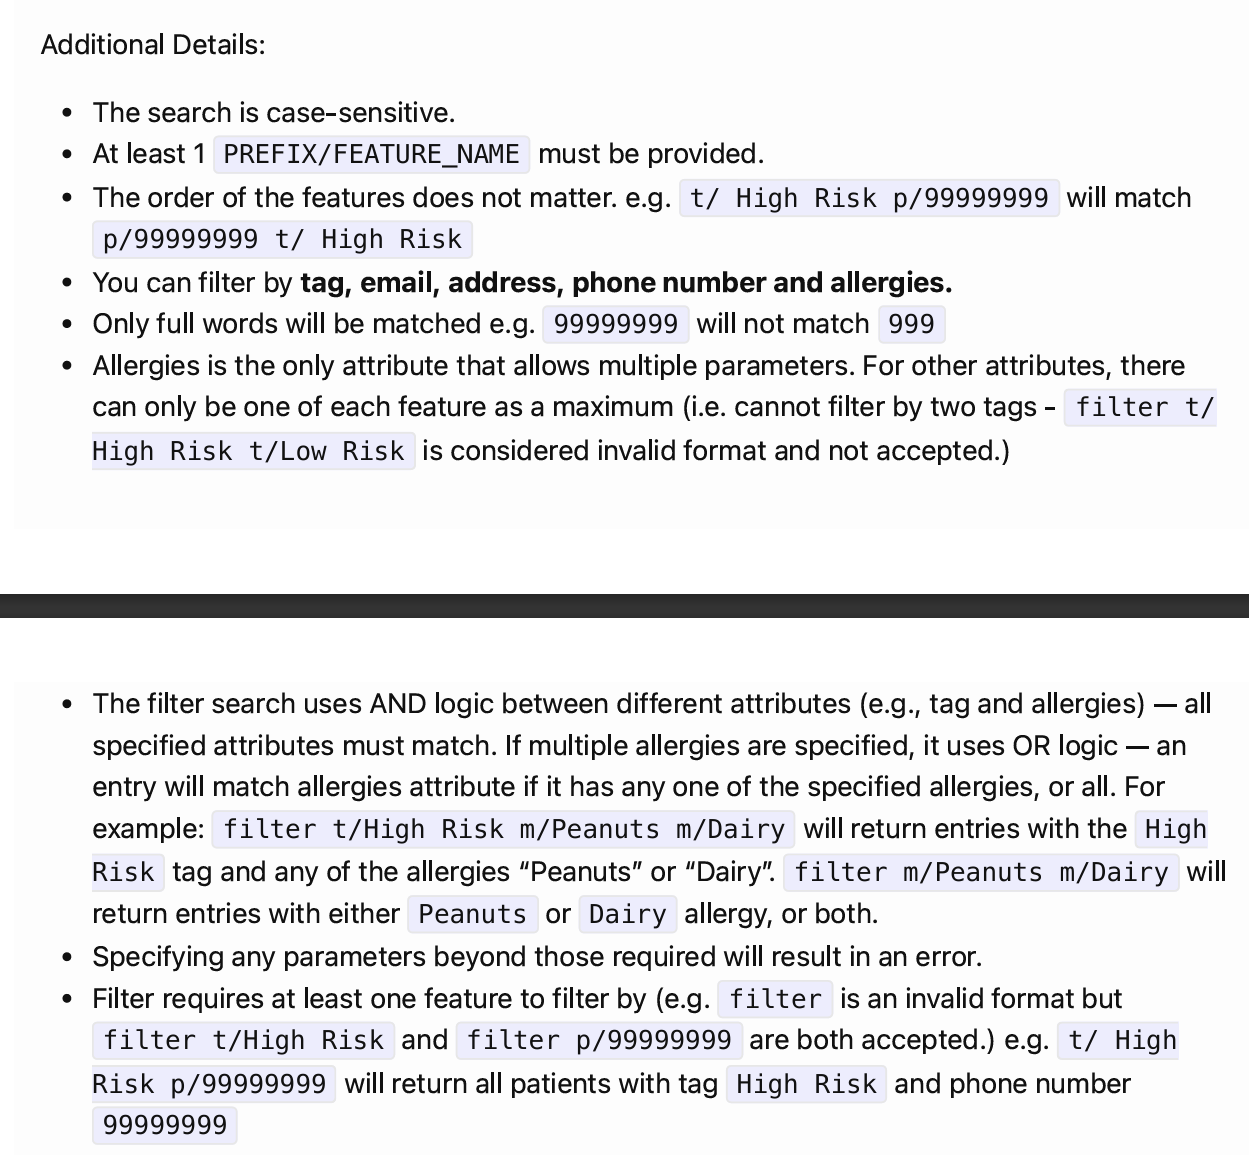 Additional Details:
• The search is case-sensitive.
• At least 1 PREFIX/FEATURE_NAME must be provided.
• The order of the features does not matter. e.g. t/ High Risk p/99999999 will match
p/99999999 t/ High Risk
• You can filter by tag, email, address, phone number and allergies.
• Only full words will be matched e.g. 99999999 will not match 999
• Allergies is the only attribute that allows multiple parameters. For other attributes, there
can only be one of each feature as a maximum (i.e. cannot filter by two tags - filter t/
High Risk t/Low Risk is considered invalid format and not accepted.)
• The filter search uses AND logic between different attributes (e.g., tag and allergies) — all
specified attributes must match. If multiple allergies are specified, it uses OR logic — an
entry will match allergies attribute if it has any one of the specified allergies, or all. For
example: filter t/High Risk m/Peanuts m/Dairy will return entries with the High
Risk tag and any of the allergies “Peanuts” or “Dairy”. filter m/Peanuts m/Dairy will
return entries with either Peanuts or Dairy allergy, or both.
• Specifying any parameters beyond those required will result in an error.
• Filter requires at least one feature to filter by (e.g. filter is an invalid format but
filter t/High Risk and filter p/99999999 are both accepted.) e.g. t/ High
Risk p/99999999 will return all patients with tag High Risk and phone number
99999999